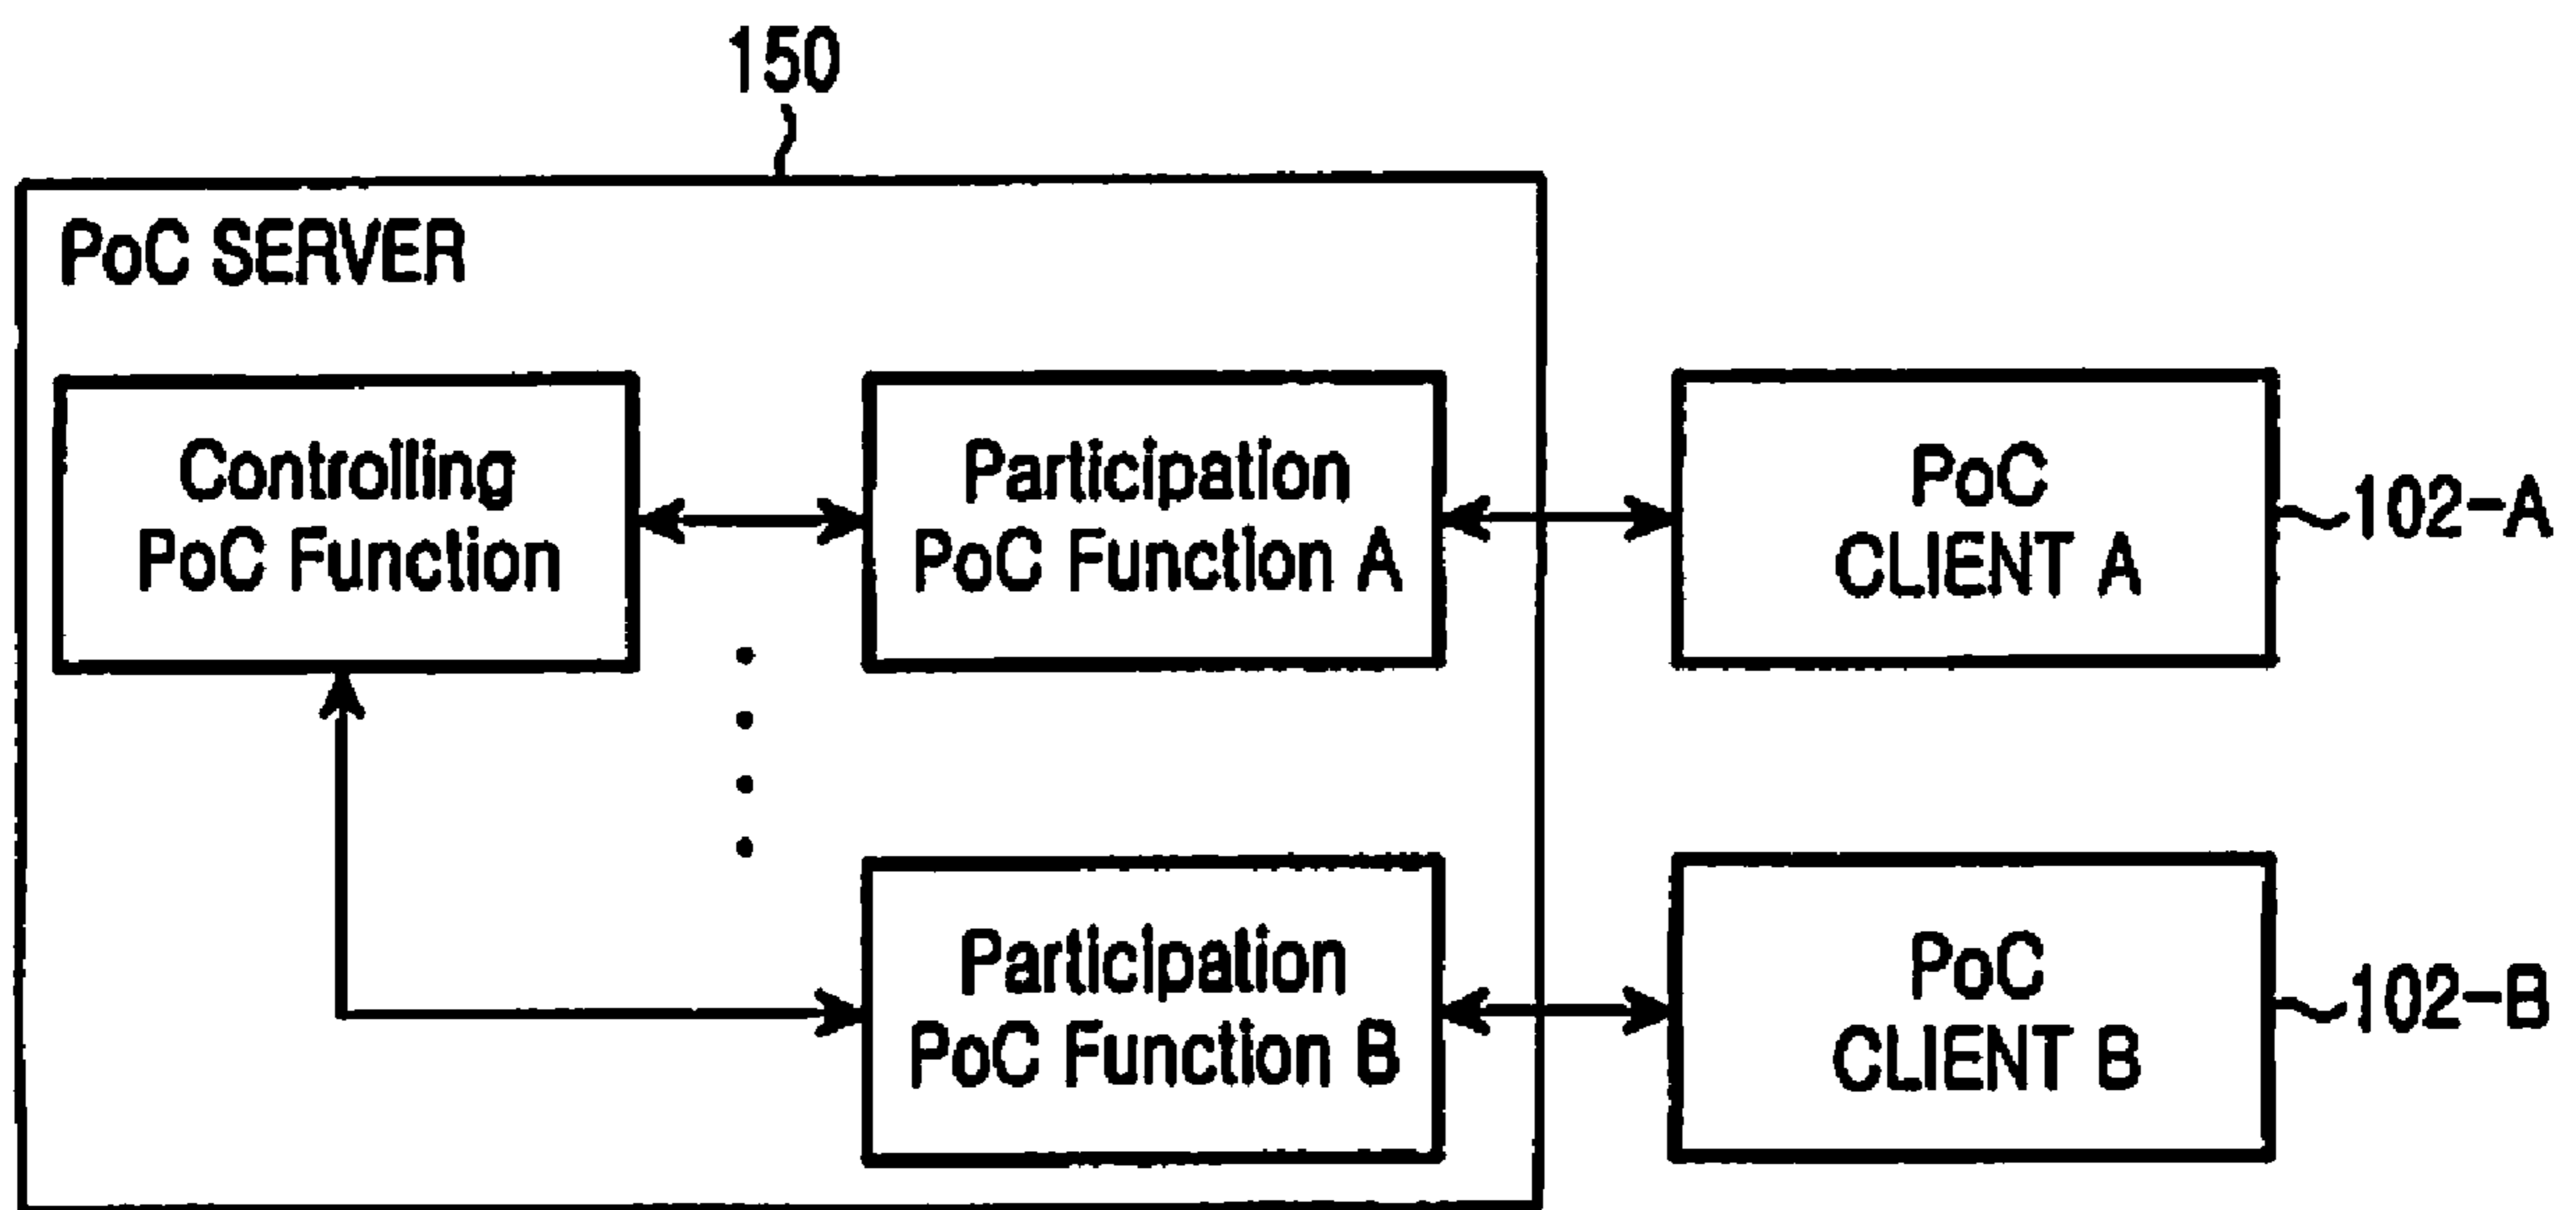 150
PoC SERVER
Controlling
PoC Function
Participation
PoC Function A
PoC
CLIENT A
102-A
Participation
PoC Function B
PoC
CLIENT B
102-B